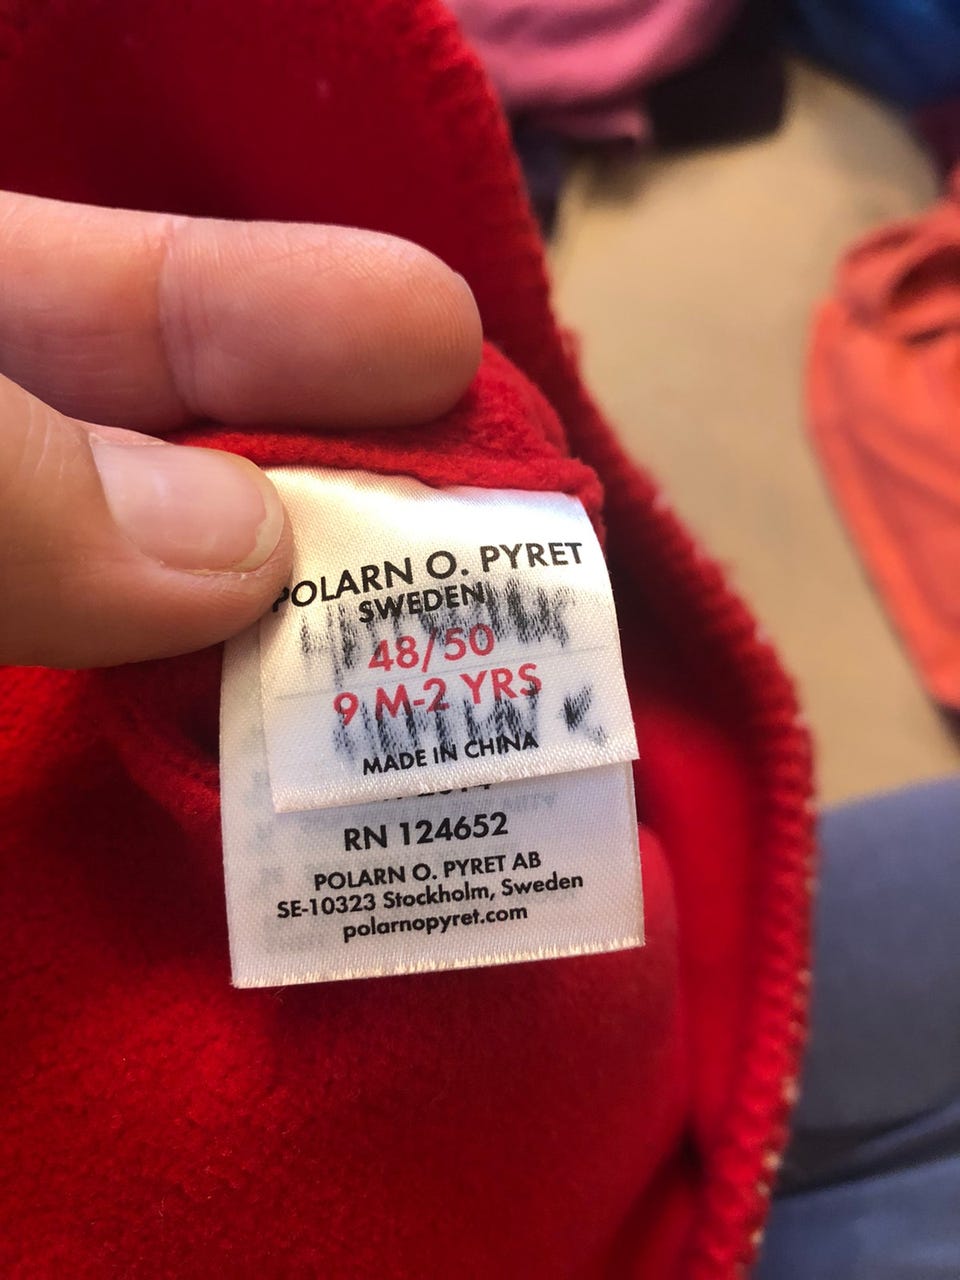 POLARN O. PYRET
SWEDEN
48/50
9 M-2 YRS
MADE IN CHINA
RN 124652
POLARN O. PYRET AB
SE-10323 Stockholm, Sweden
polarnopyret.com